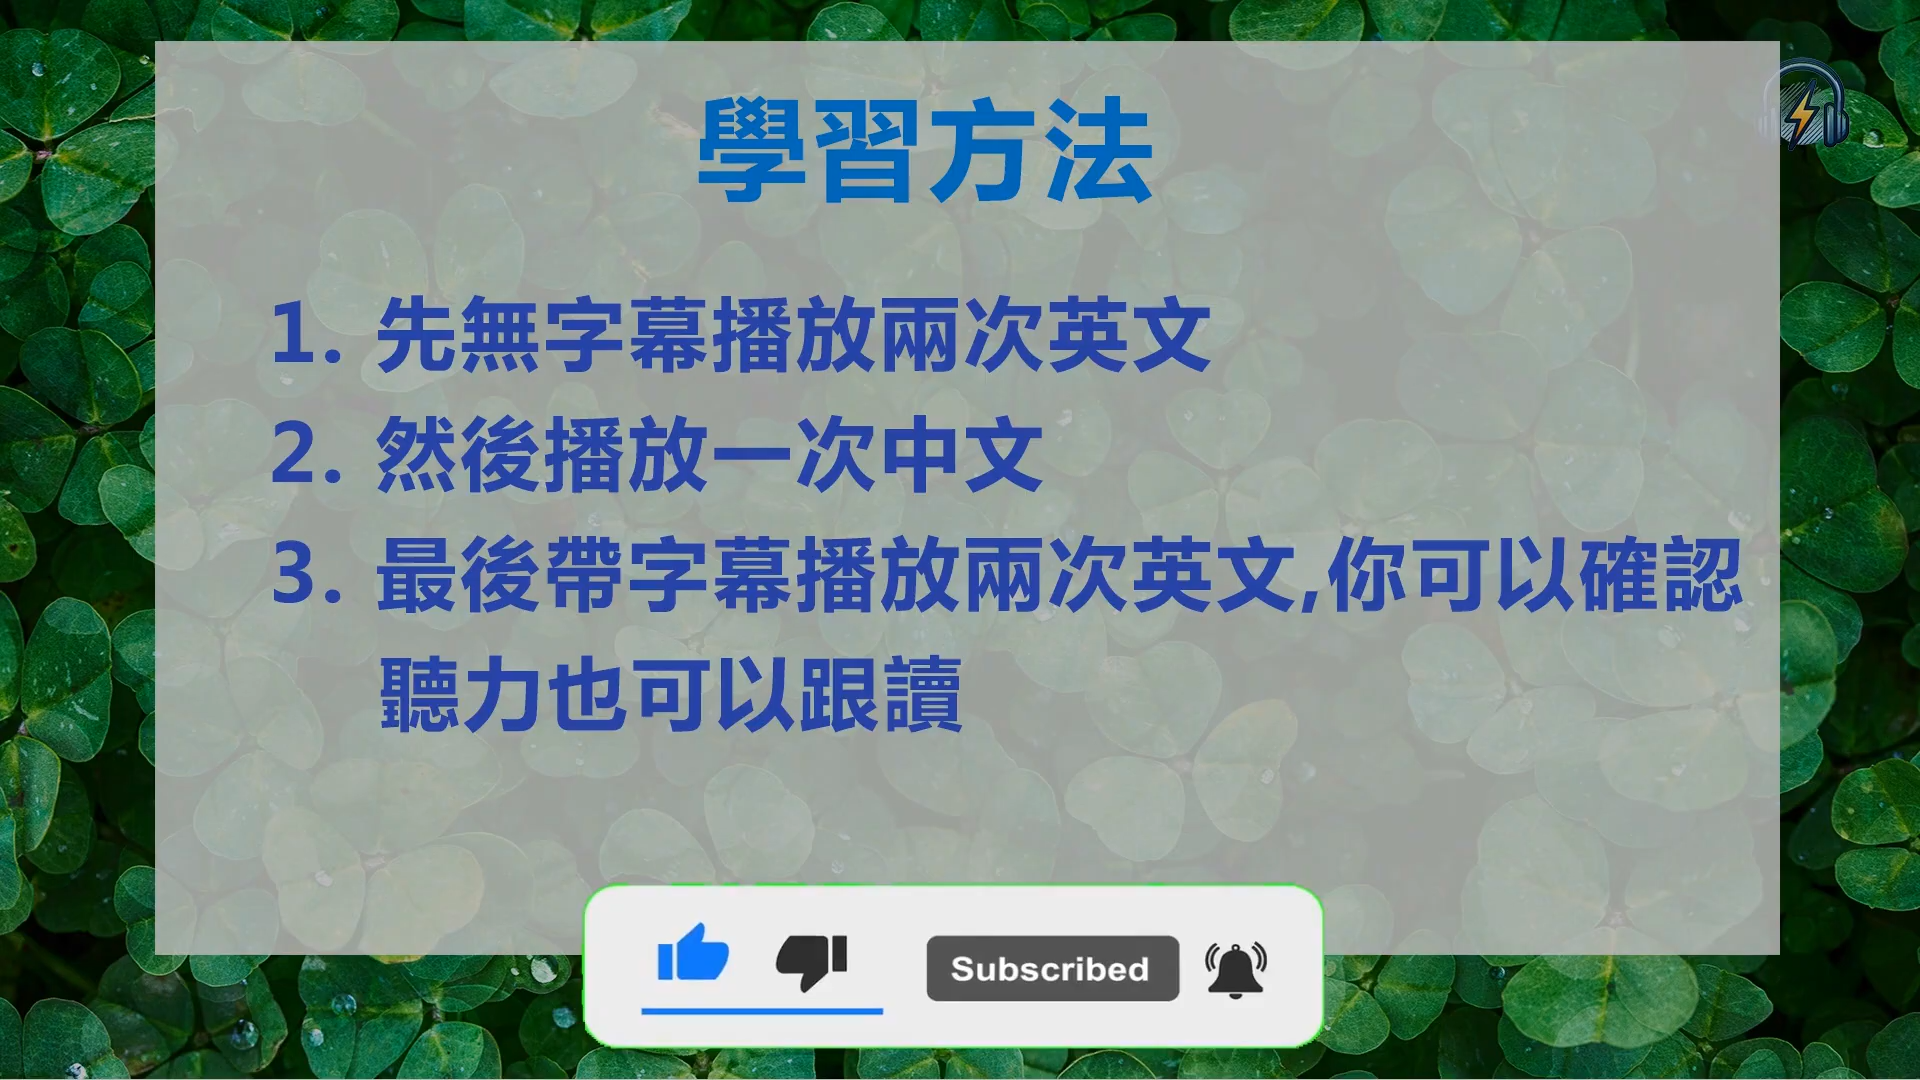 學習方法
1. 先無字幕播放兩次英文
2. 然後播放一次中文
3. 最後帶字幕播放兩次英文,你可以確認
聽力也可以跟讀
Subscribed